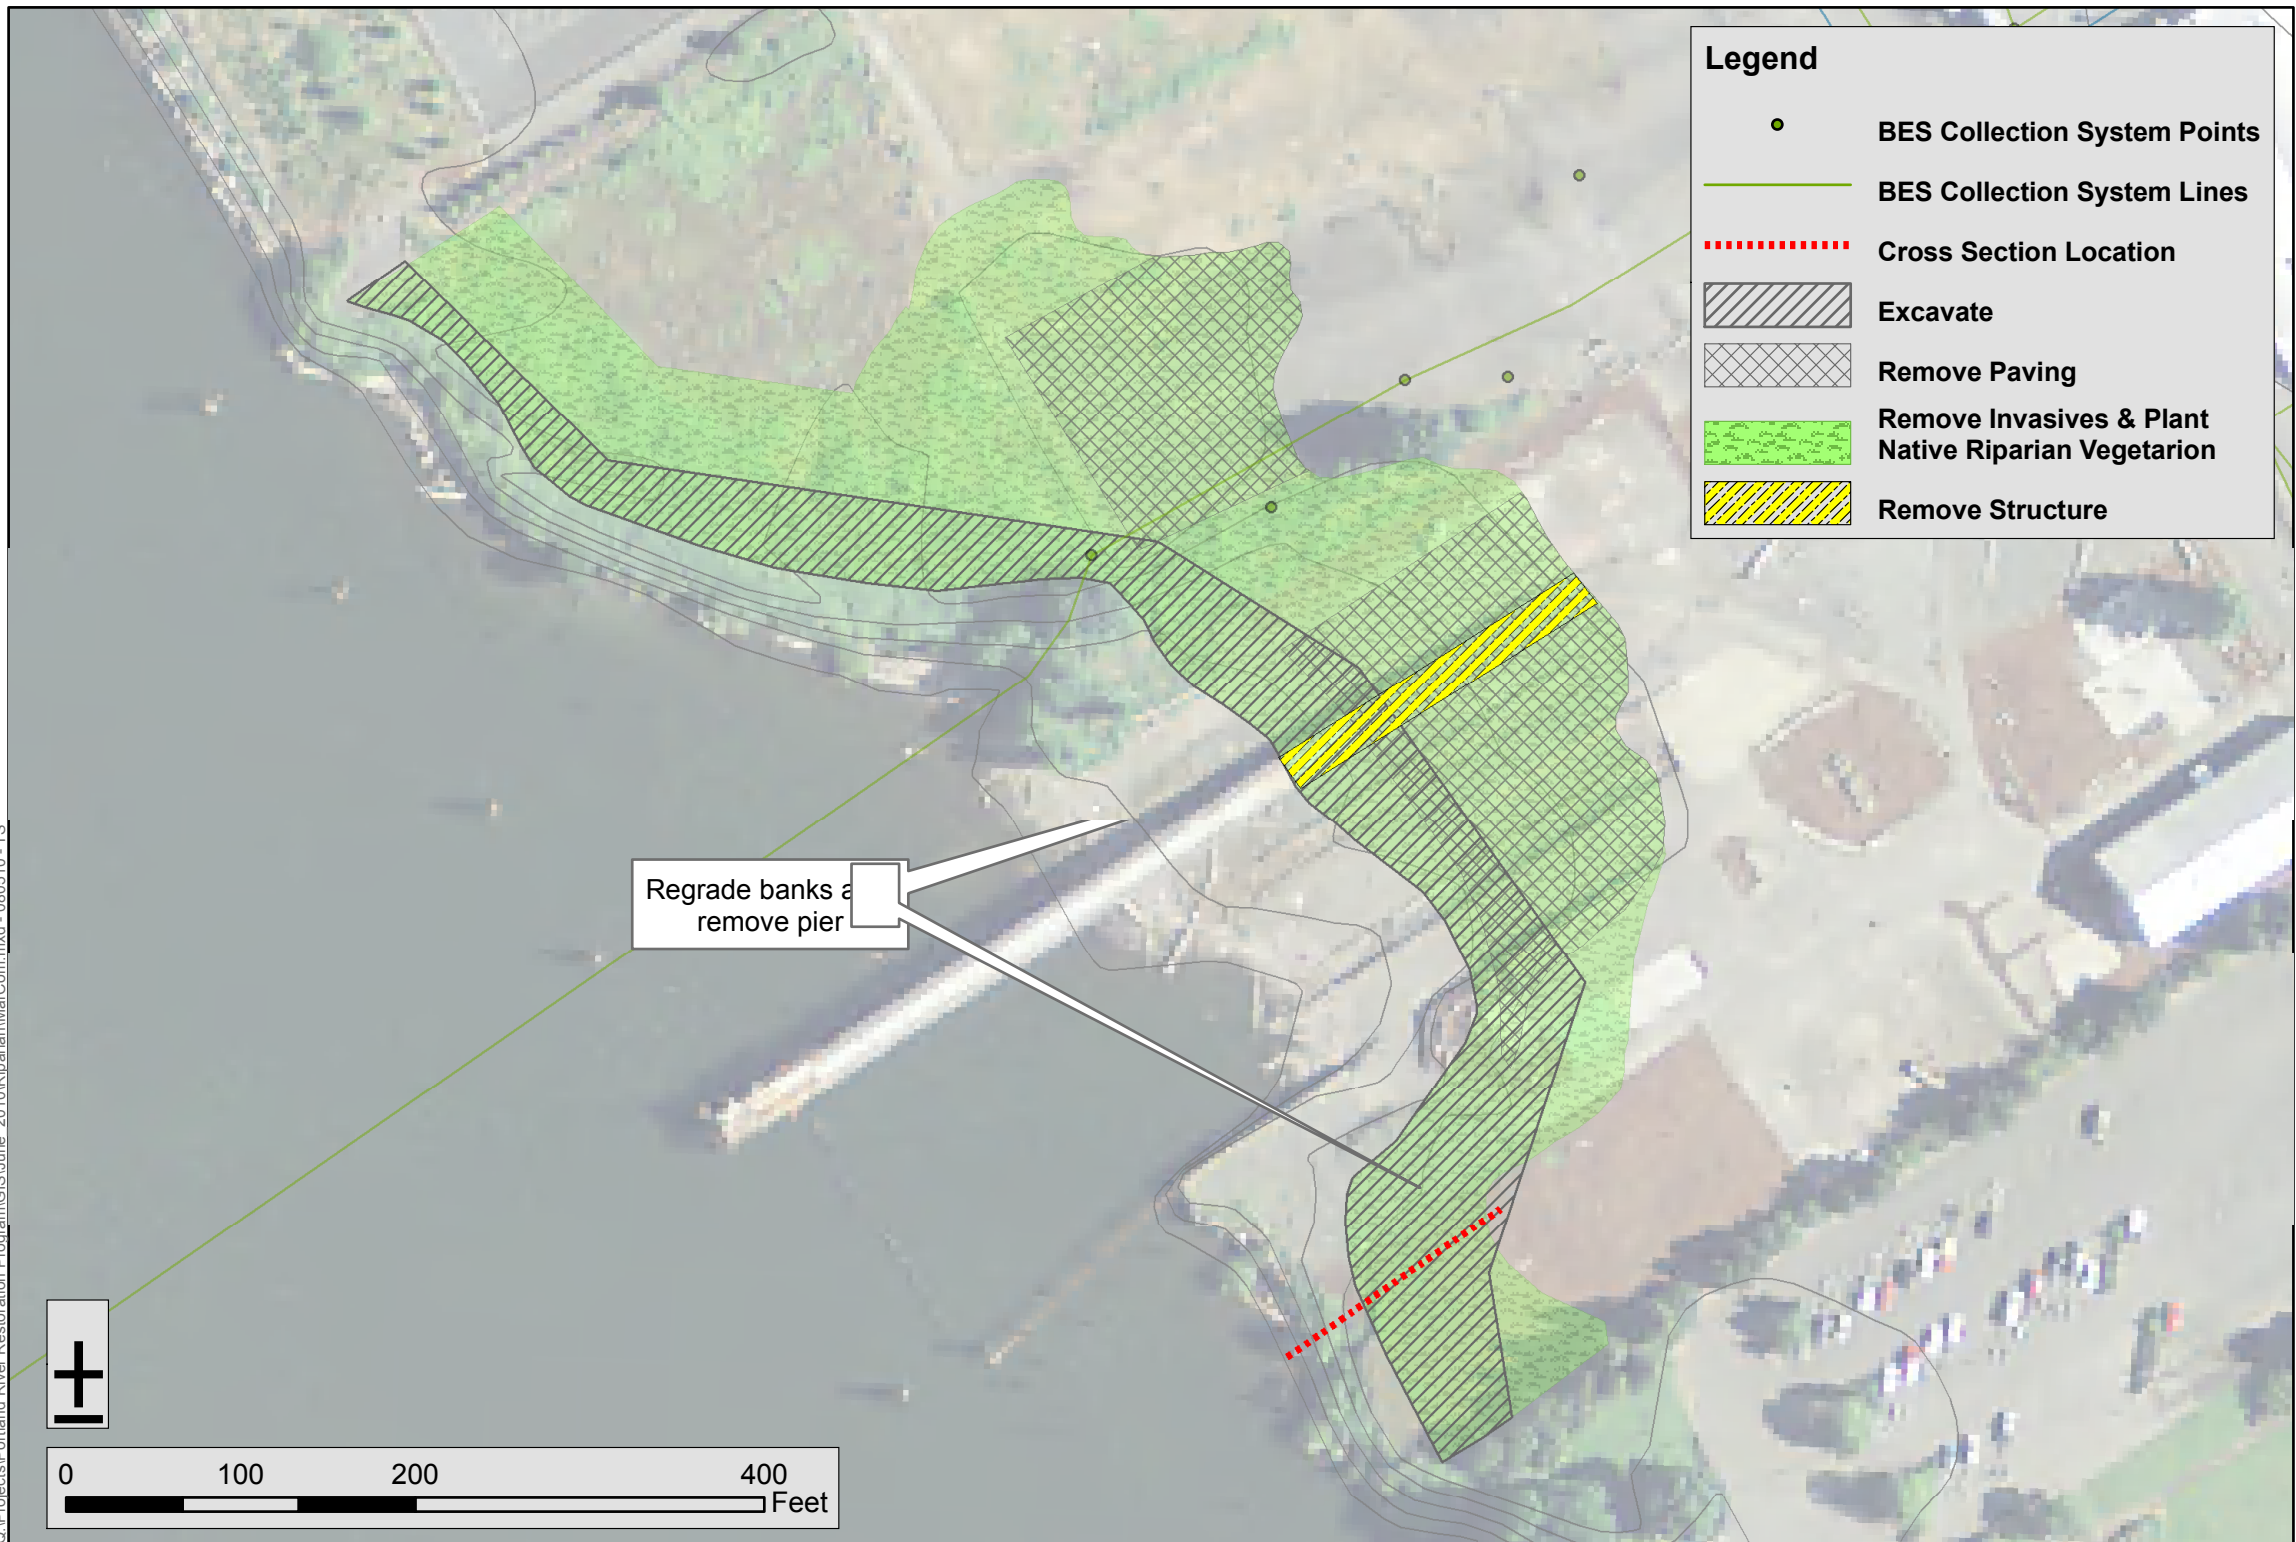 Legend
BES Collection System Points
BES Collection System Lines
Cross Section Location
Excavate
Remove Paving
Remove Invasives & Plant
Native Riparian Vegetarion
Remove Structure
Regrade banks a
remove pier
0 100 200 400
Feet